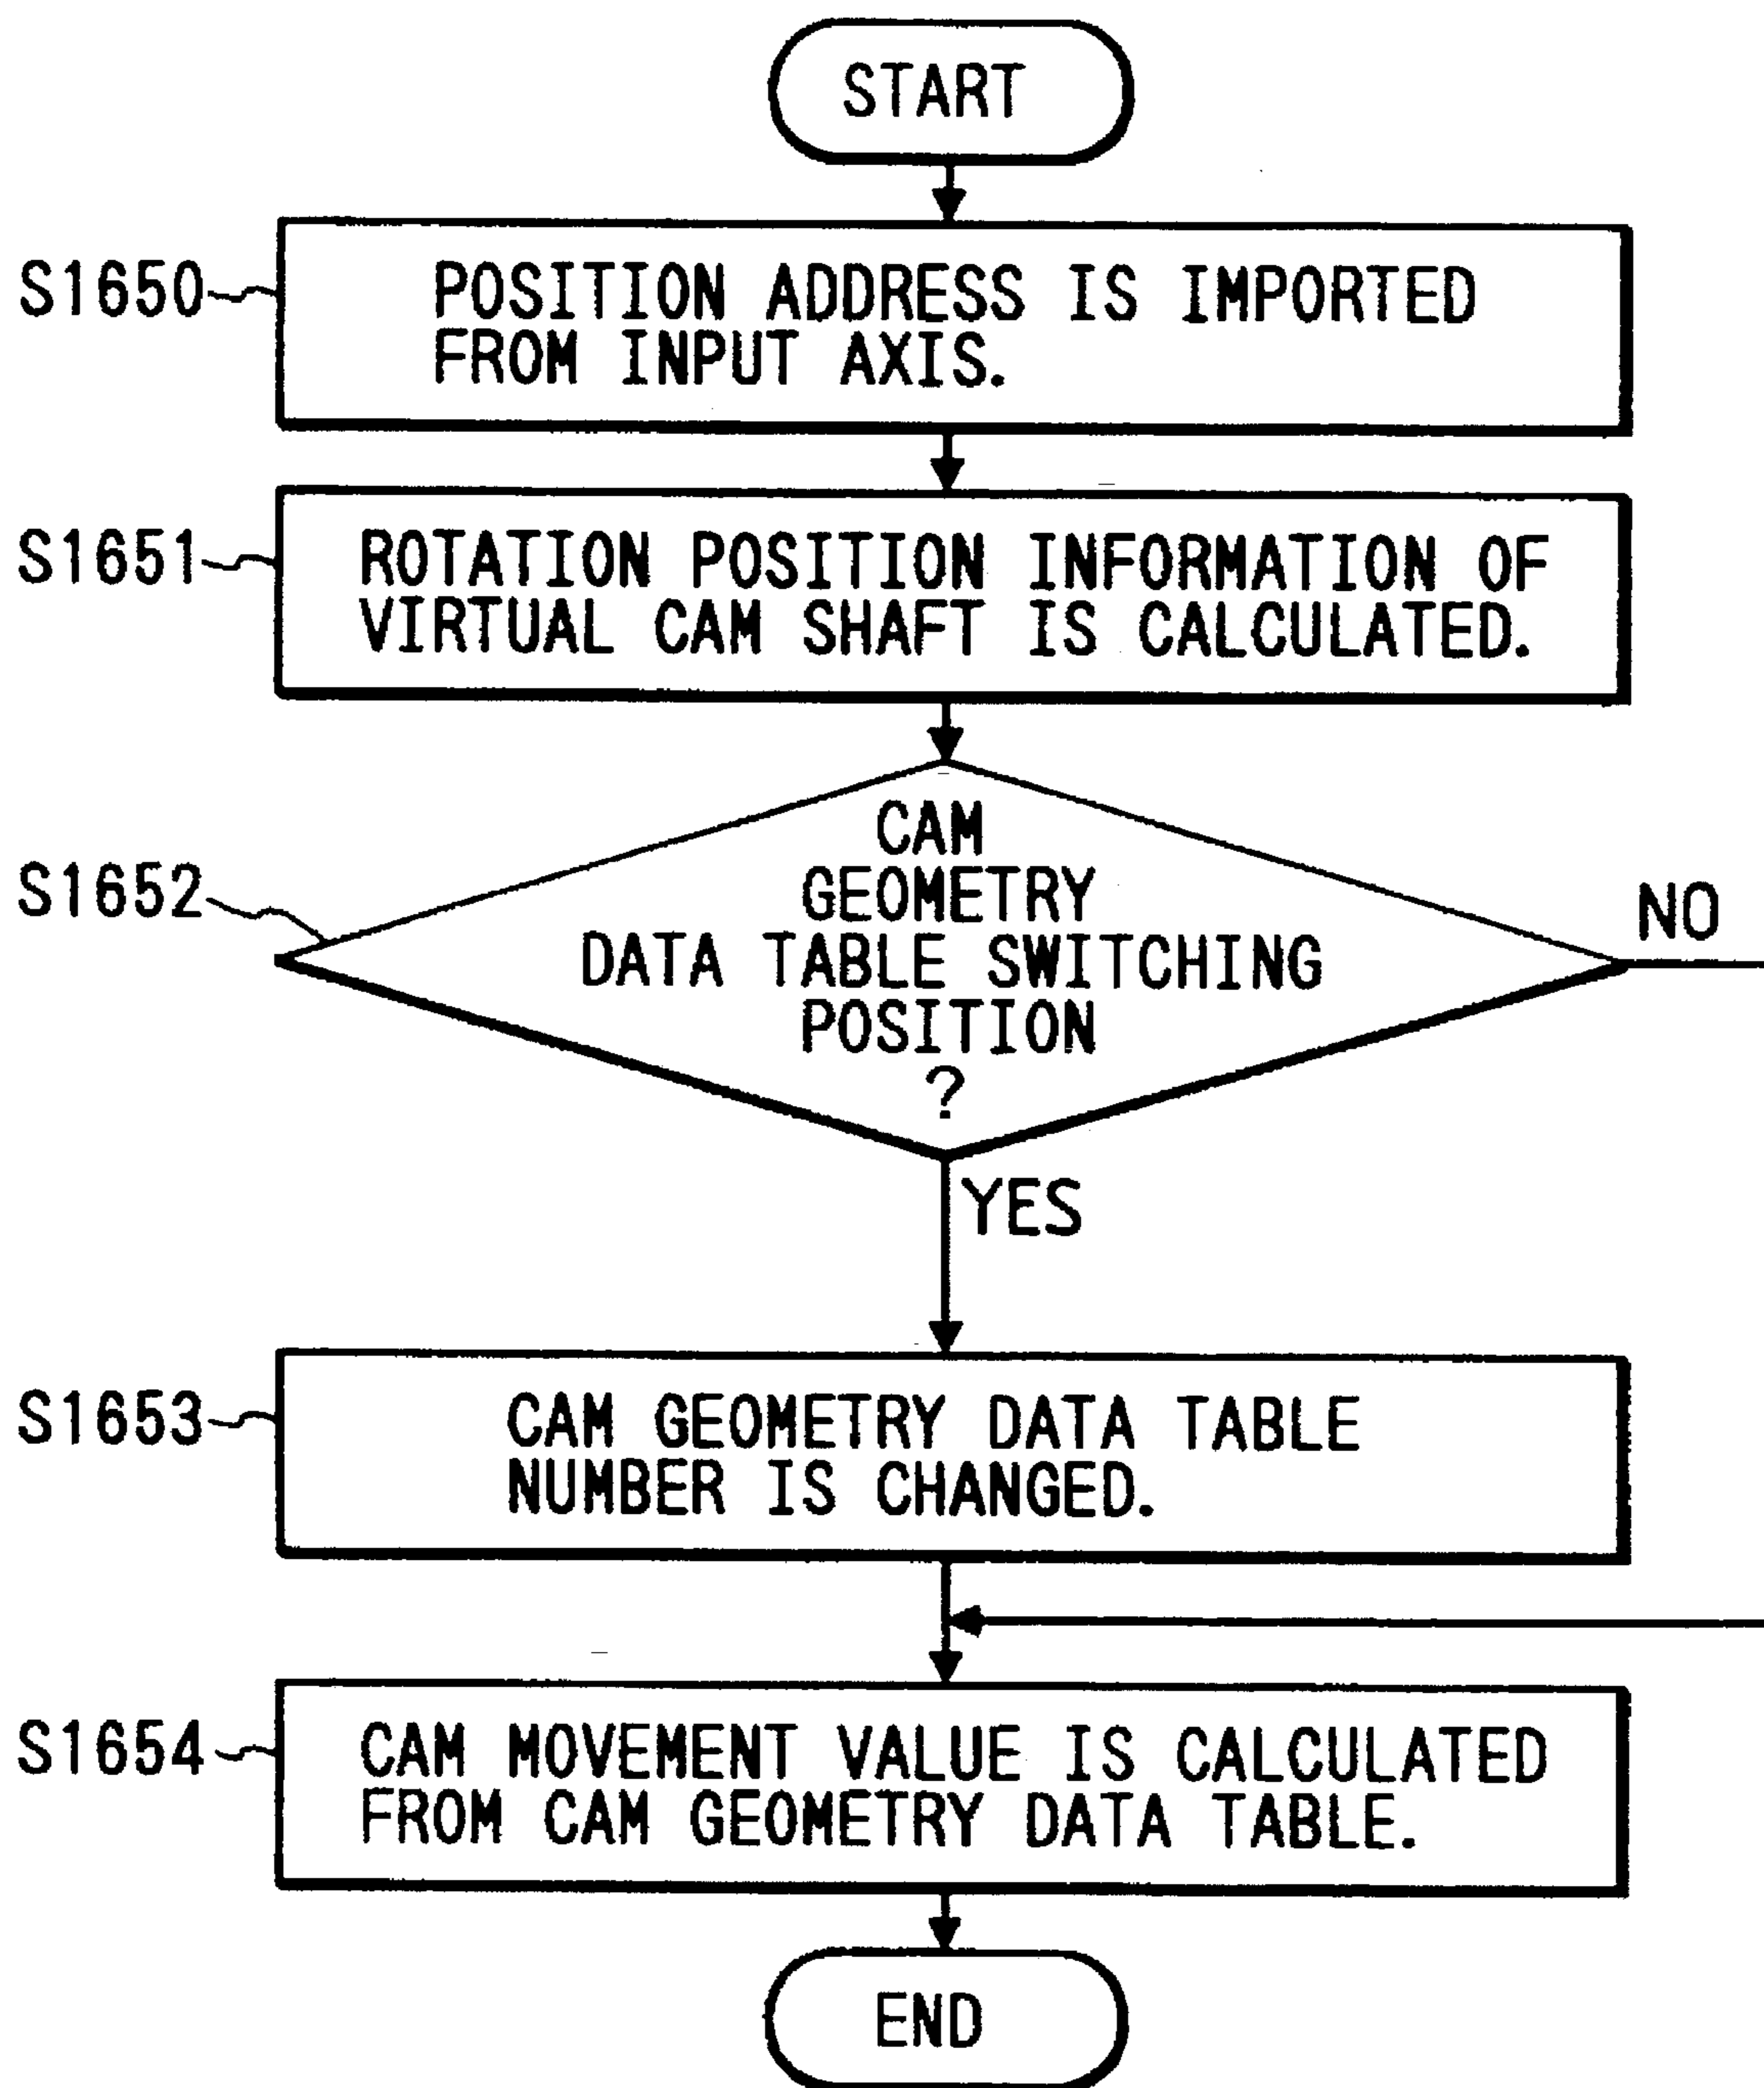 START
S1650
POSITION ADDRESS IS IMPORTED
FROM INPUT AXIS.
S1651
ROTATION POSITION INFORMATION OF
VIRTUAL CAM SHAFT IS CALCULATED.
S1652
CAM
GEOMETRY
DATA TABLE SWITCHING
POSITION
?
NO
YES
S1653
CAM GEOMETRY DATA TABLE
NUMBER IS CHANGED.
S1654
CAM MOVEMENT VALUE IS CALCULATED
FROM CAM GEOMETRY DATA TABLE.
END